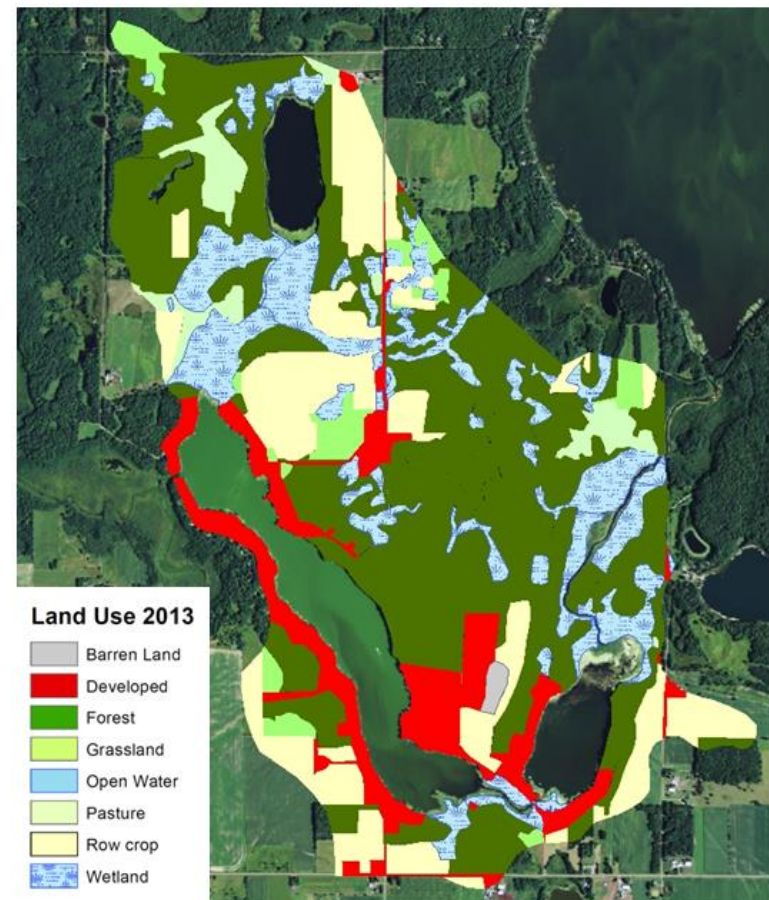 Land Use 2013
Barren Land
Developed
Forest
Grassland
Open Water
Pasture
Row crop
Wetland